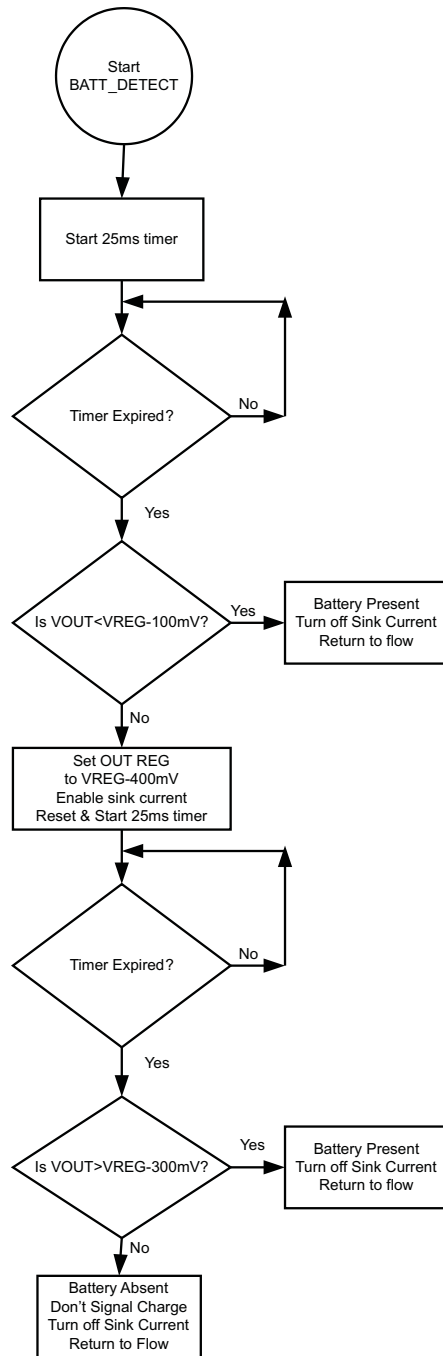 Start
BATT_DETECT
Start 25ms timer
Timer Expired?
No
Yes
Is VOUT<VREG-100mV?
Yes
Battery Present
Turn off Sink Current
Return to flow
No
Set OUT REG
to VREG-400mV
Enable sink current
Reset & Start 25ms timer
Timer Expired?
No
Yes
Is VOUT>VREG-300mV?
Yes
Battery Present
Turn off Sink Current
Return to flow
No
Battery Absent
Don't Signal Charge
Turn off Sink Current
Return to Flow